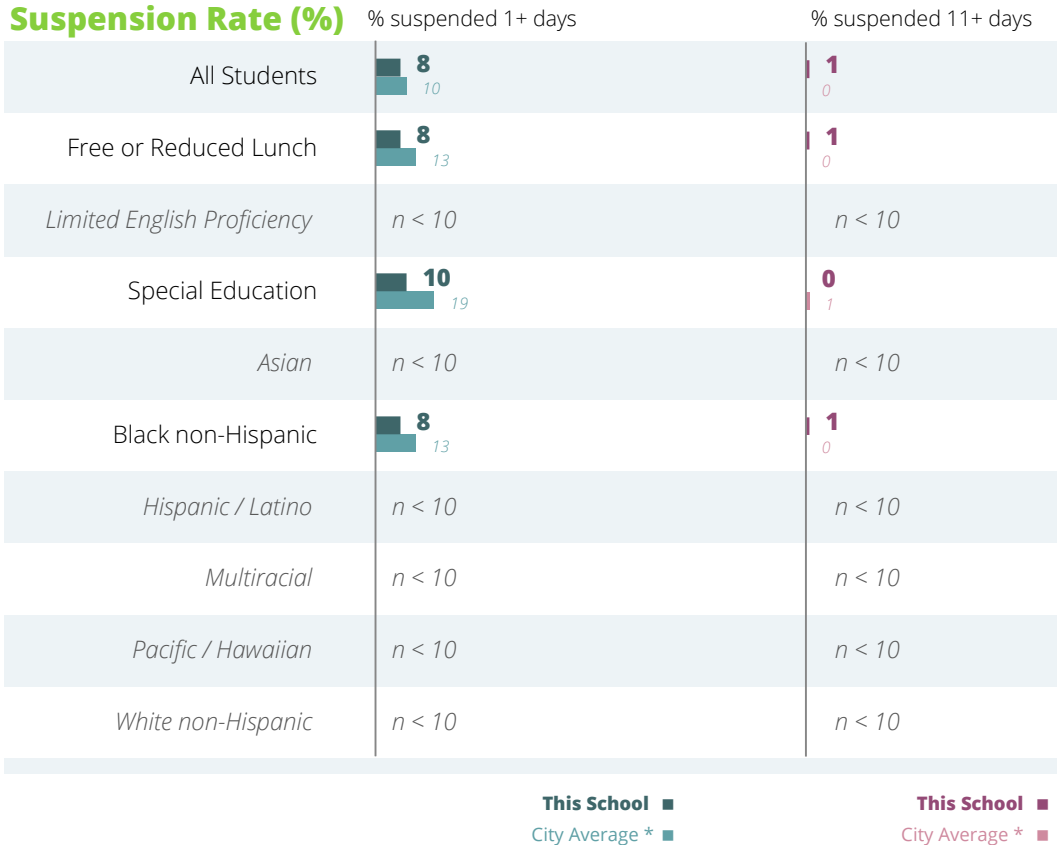 Suspension Rate (%) % suspended 1+ days % suspended 11+ days
All Students 8 1
10 0
Free or Reduced Lunch 8 1
13 0
Limited English Proficiency n < 10 n < 10
Special Education 10 0
19 1
Asian n < 10 n < 10
Black non-Hispanic 8 1
13 0
Hispanic / Latino n < 10 n < 10
Multiracial n < 10 n < 10
Pacific / Hawaiian n < 10 n < 10
White non-Hispanic n < 10 n < 10
This School This School
City Average * City Average *